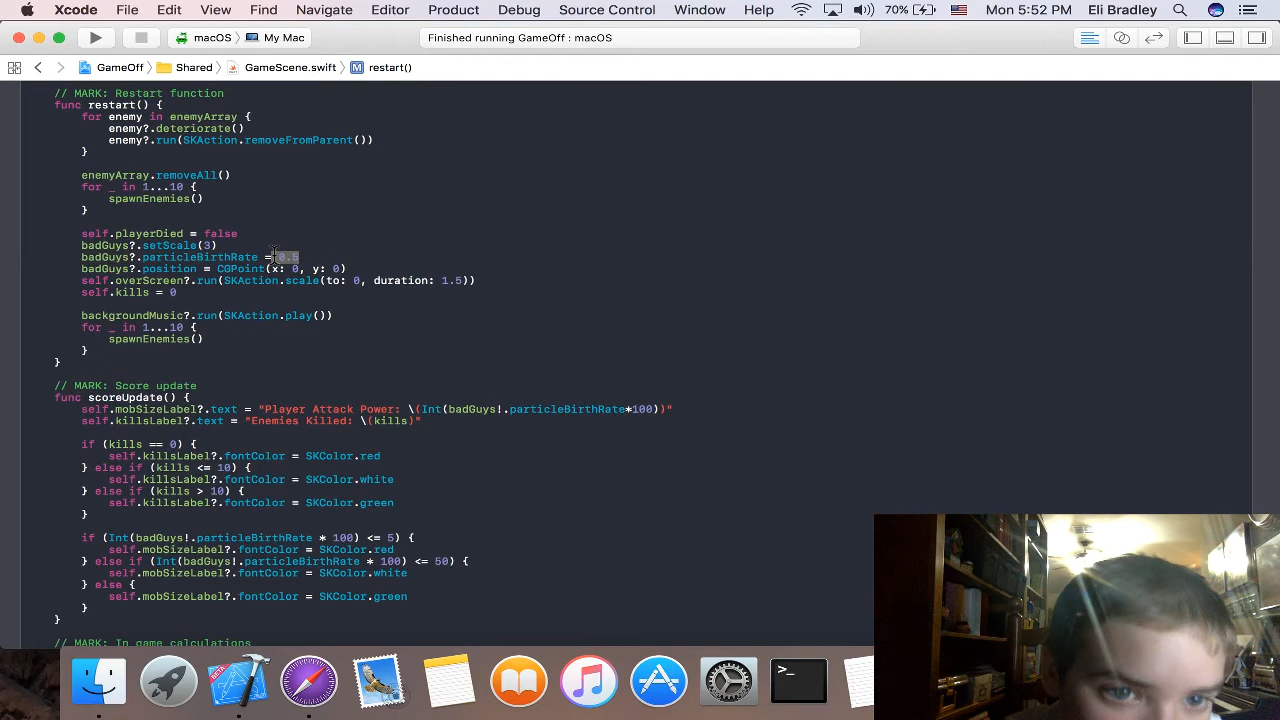 Xcode File Edit View Find Navigate Editor Product Debug Source Control Window Help 70% Mon 5:52 PM Eli Bradley
macOS My Mac Finished running GameOff : macOS
GameOff Shared GameScene.swift M restart()
// MARK: Restart function
func restart() {
for enemy in enemyArray {
enemy?.deteriorate()
enemy?.run(SKAction.removeFromParent())
}
enemyArray.removeAll()
for _ in 1...10 {
spawnEnemies()
}
self.playerDied = false
badGuys?.setScale(3)
badGuys?.particleBirthRate = 0.5
badGuys?.position = CGPoint(x: 0, y: 0)
self.overScreen?.run(SKAction.scale(to: 0, duration: 1.5))
self.kills = 0
backgroundMusic?.run(SKAction.play())
for _ in 1...10 {
spawnEnemies()
}
}
// MARK: Score update
func scoreUpdate() {
self.mobSizeLabel?.text = "Player Attack Power: \(Int(badGuys!.particleBirthRate*100))"
self.killsLabel?.text = "Enemies Killed: \(kills)"
if (kills == 0) {
self.killsLabel?.fontColor = SKColor.red
} else if (kills <= 10) {
self.killsLabel?.fontColor = SKColor.white
} else if (kills > 10) {
self.killsLabel?.fontColor = SKColor.green
}
if (Int(badGuys!.particleBirthRate * 100) <= 5) {
self.mobSizeLabel?.fontColor = SKColor.red
} else if (Int(badGuys!.particleBirthRate * 100) <= 50) {
self.mobSizeLabel?.fontColor = SKColor.white
} else {
self.mobSizeLabel?.fontColor = SKColor.green
}
}
// MARK: In game calculations